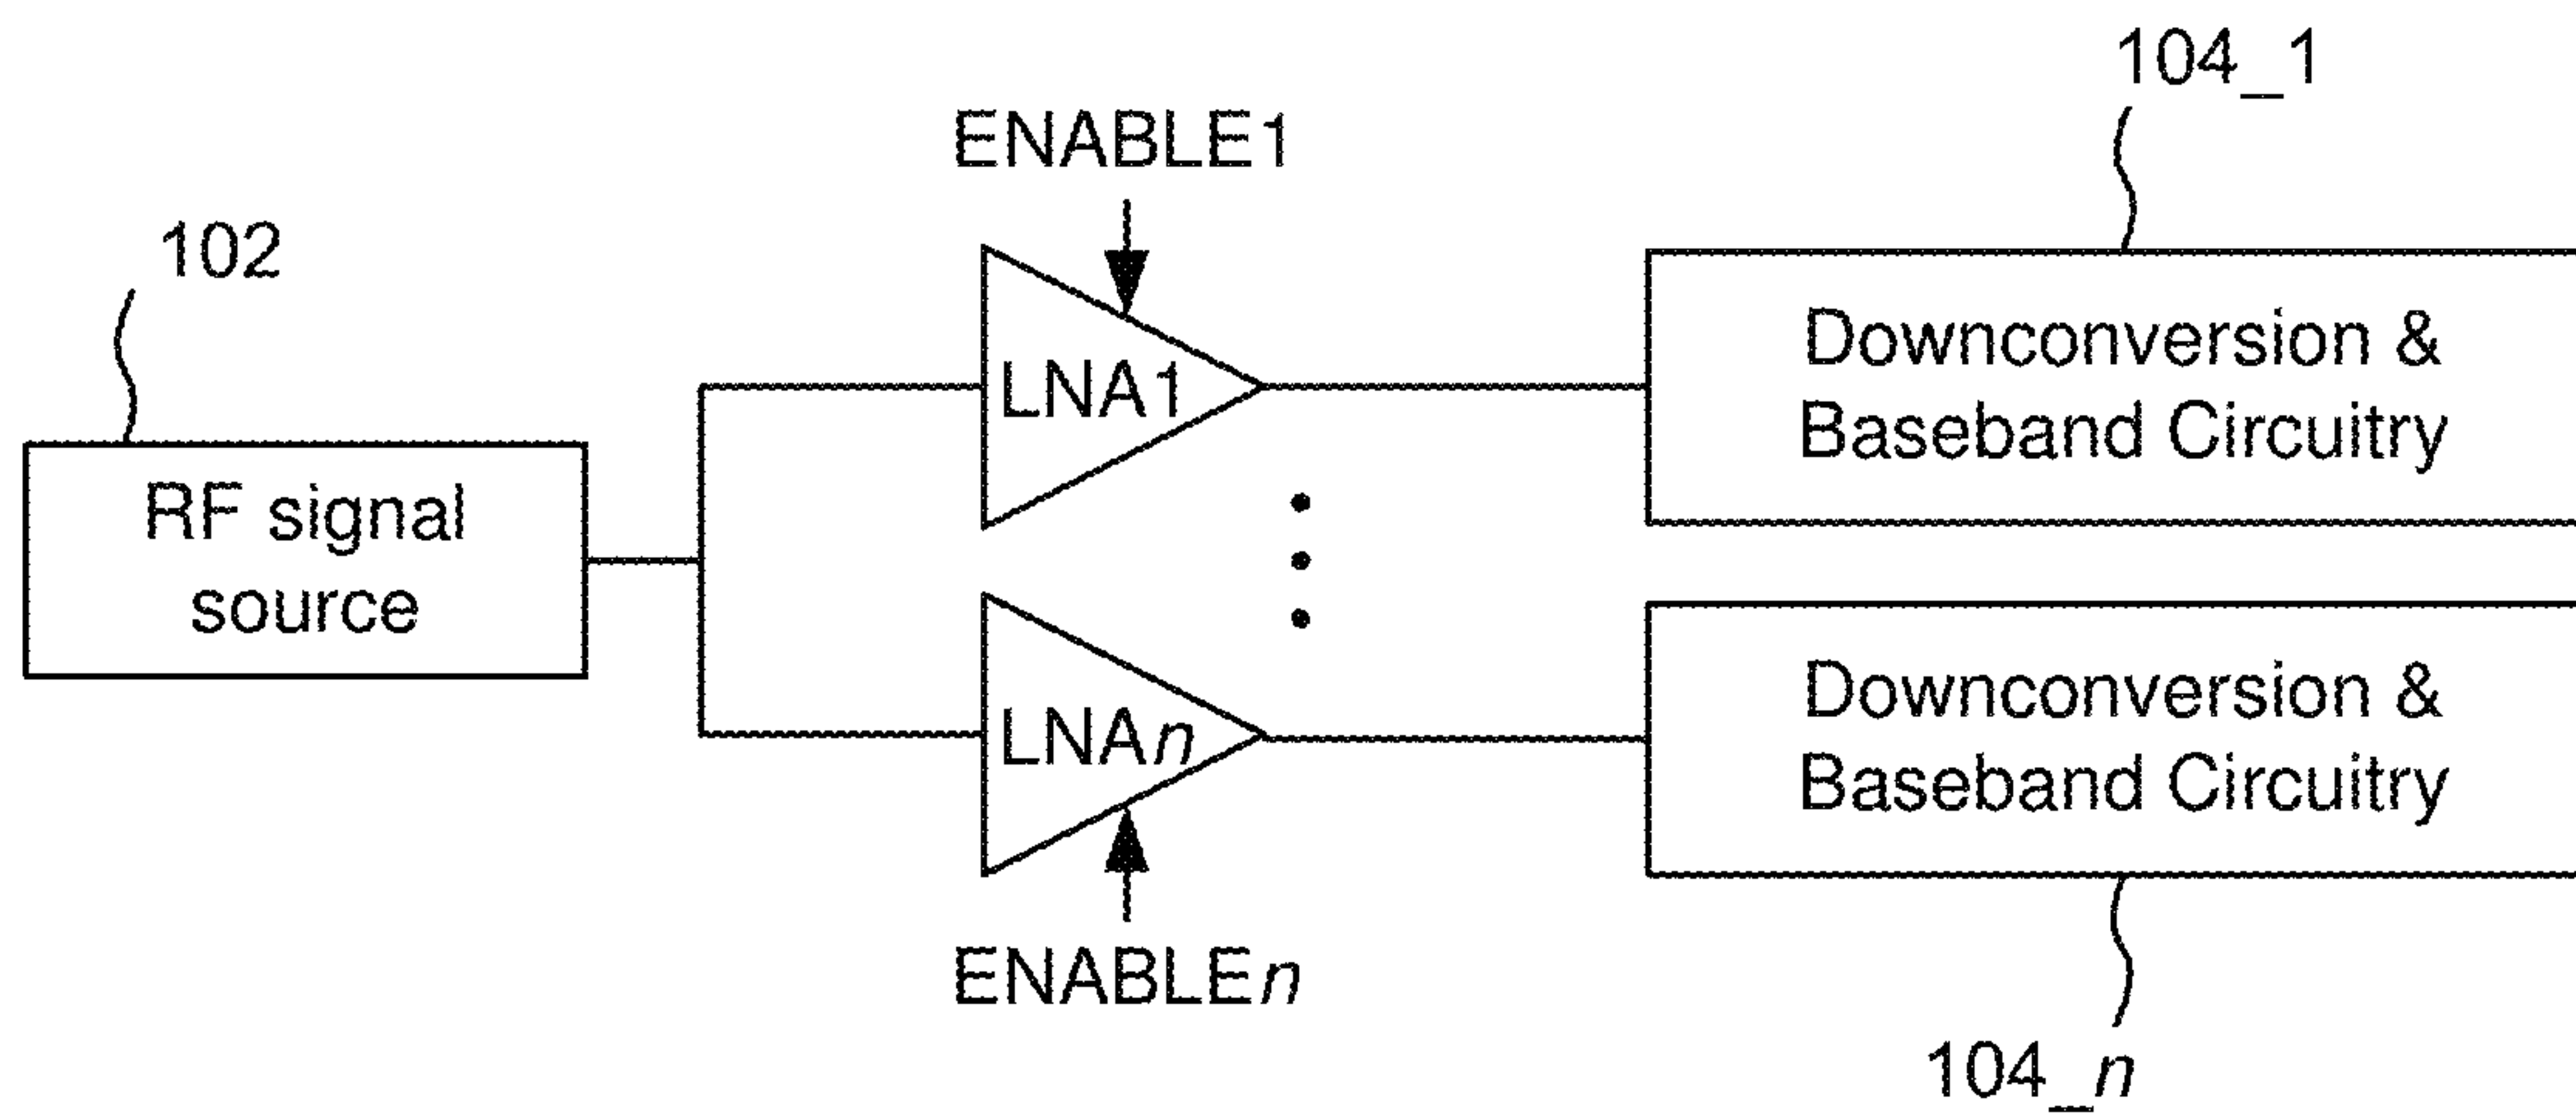 104_1
ENABLE1
102
Downconversion &
Baseband Circuitry
LNA1
RF signal
source
Downconversion &
Baseband Circuitry
LNAn
ENABLEn
104_n